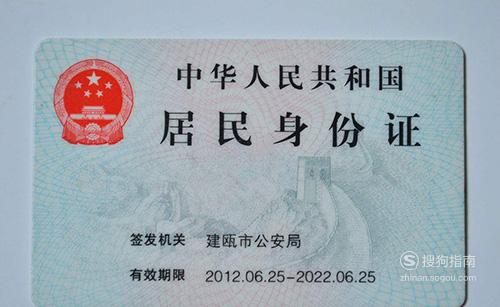 中华人民共和国
居民身份证
签发机关 建瓯市公安局
有效期限 2012.06.25-2022.06.25
搜狗指南
zhinan.sogou.com